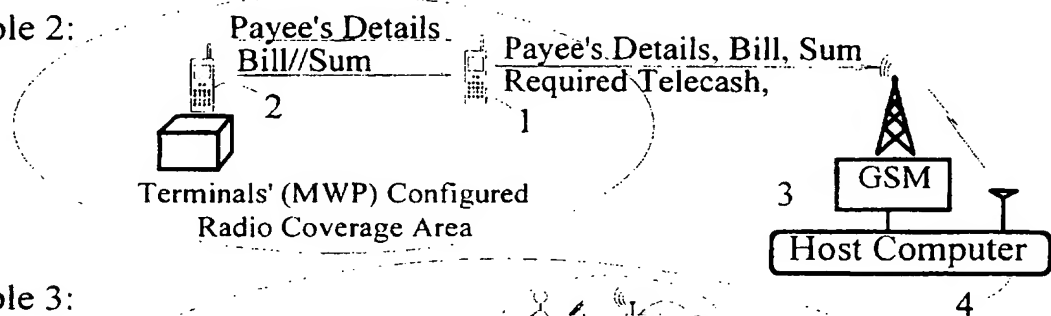 ple 2:
Payee's Details
Bill//Sum
2
1
Payee's Details, Bill, Sum
Required Telecash,
Terminals' (MWP) Configured
Radio Coverage Area
3
GSM
Host Computer
4
ple 3: